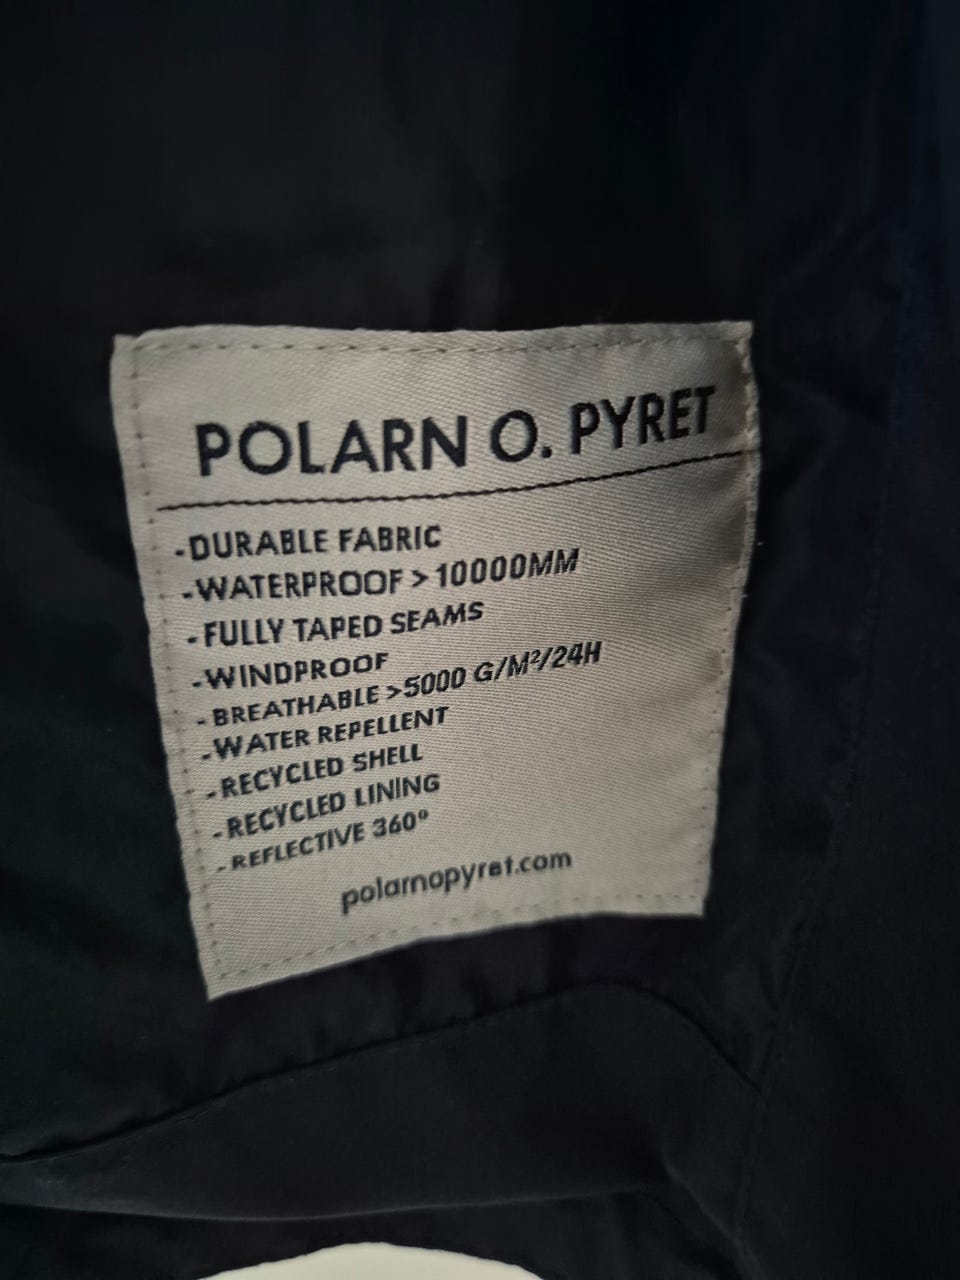 POLARN O. PYRET
-DURABLE FABRIC
-WATERPROOF >10000MM
-FULLY TAPED SEAMS
-WINDPROOF
-BREATHABLE >5000 G/M²/24H
-WATER REPELLENT
-RECYCLED SHELL
-RECYCLED LINING
-REFLECTIVE 360°
polarnopyret.com